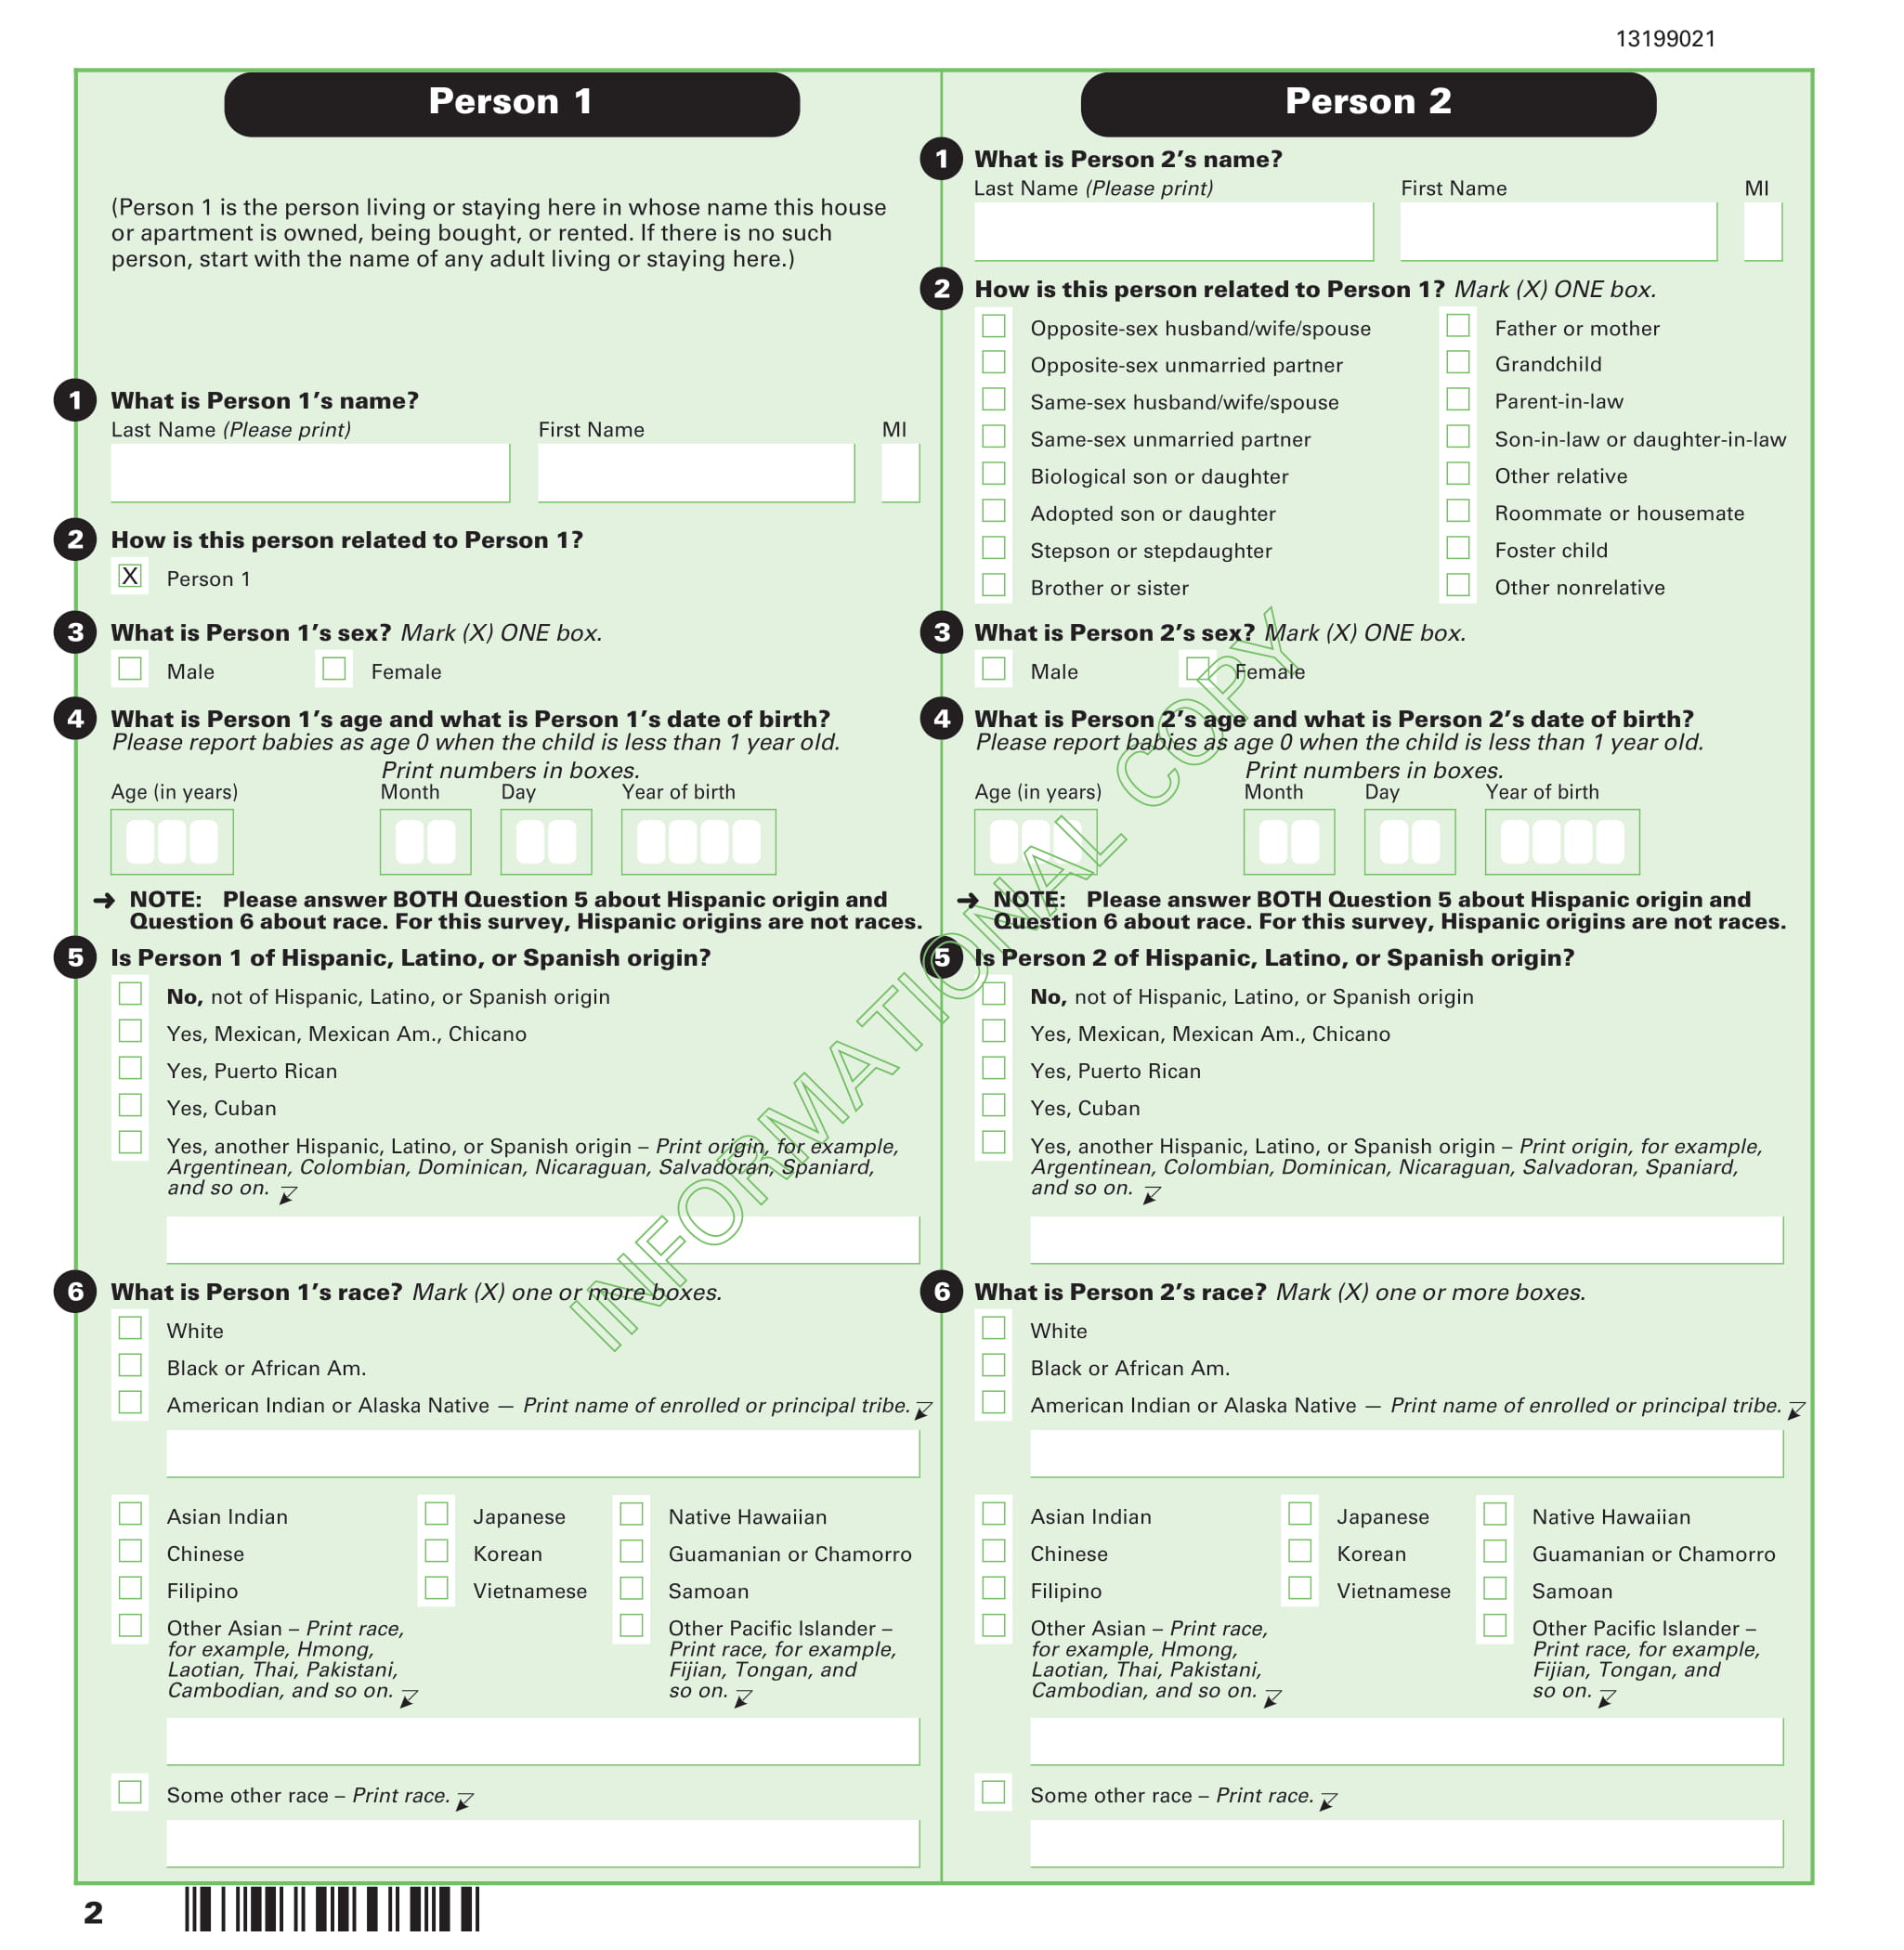 13199021
Person 1
(Person 1 is the person living or staying here in whose name this house
or apartment is owned, being bought, or rented. If there is no such
person, start with the name of any adult living or staying here.)
1 What is Person 1’s name?
Last Name (Please print) First Name MI
2 How is this person related to Person 1?
X Person 1
3 What is Person 1’s sex? Mark (X) ONE box.
Male Female
4 What is Person 1’s age and what is Person 1’s date of birth?
Please report babies as age 0 when the child is less than 1 year old.
Print numbers in boxes.
Age (in years) Month Day Year of birth
➜ NOTE: Please answer BOTH Question 5 about Hispanic origin and
Question 6 about race. For this survey, Hispanic origins are not races.
5 Is Person 1 of Hispanic, Latino, or Spanish origin?
No, not of Hispanic, Latino, or Spanish origin
Yes, Mexican, Mexican Am., Chicano
Yes, Puerto Rican
Yes, Cuban
Yes, another Hispanic, Latino, or Spanish origin – Print origin, for example,
Argentinean, Colombian, Dominican, Nicaraguan, Salvadoran, Spaniard,
and so on.
6 What is Person 1’s race? Mark (X) one or more boxes.
White
Black or African Am.
American Indian or Alaska Native — Print name of enrolled or principal tribe.
Asian Indian Japanese Native Hawaiian
Chinese Korean Guamanian or Chamorro
Filipino Vietnamese Samoan
Other Asian – Print race, Other Pacific Islander –
for example, Hmong, Print race, for example,
Laotian, Thai, Pakistani, Fijian, Tongan, and
Cambodian, and so on. so on.
Some other race – Print race.
Person 2
1 What is Person 2’s name?
Last Name (Please print) First Name MI
2 How is this person related to Person 1? Mark (X) ONE box.
Opposite-sex husband/wife/spouse Father or mother
Opposite-sex unmarried partner Grandchild
Same-sex husband/wife/spouse Parent-in-law
Same-sex unmarried partner Son-in-law or daughter-in-law
Biological son or daughter Other relative
Adopted son or daughter Roommate or housemate
Stepson or stepdaughter Foster child
Brother or sister Other nonrelative
3 What is Person 2’s sex? Mark (X) ONE box.
Male Female
4 What is Person 2’s age and what is Person 2’s date of birth?
Please report babies as age 0 when the child is less than 1 year old.
Print numbers in boxes.
Age (in years) Month Day Year of birth
➜ NOTE: Please answer BOTH Question 5 about Hispanic origin and
Question 6 about race. For this survey, Hispanic origins are not races.
5 Is Person 2 of Hispanic, Latino, or Spanish origin?
No, not of Hispanic, Latino, or Spanish origin
Yes, Mexican, Mexican Am., Chicano
Yes, Puerto Rican
Yes, Cuban
Yes, another Hispanic, Latino, or Spanish origin – Print origin, for example,
Argentinean, Colombian, Dominican, Nicaraguan, Salvadoran, Spaniard,
and so on.
6 What is Person 2’s race? Mark (X) one or more boxes.
White
Black or African Am.
American Indian or Alaska Native — Print name of enrolled or principal tribe.
Asian Indian Japanese Native Hawaiian
Chinese Korean Guamanian or Chamorro
Filipino Vietnamese Samoan
Other Asian – Print race, Other Pacific Islander –
for example, Hmong, Print race, for example,
Laotian, Thai, Pakistani, Fijian, Tongan, and
Cambodian, and so on. so on.
Some other race – Print race.
INFORMATIONAL COPY
2